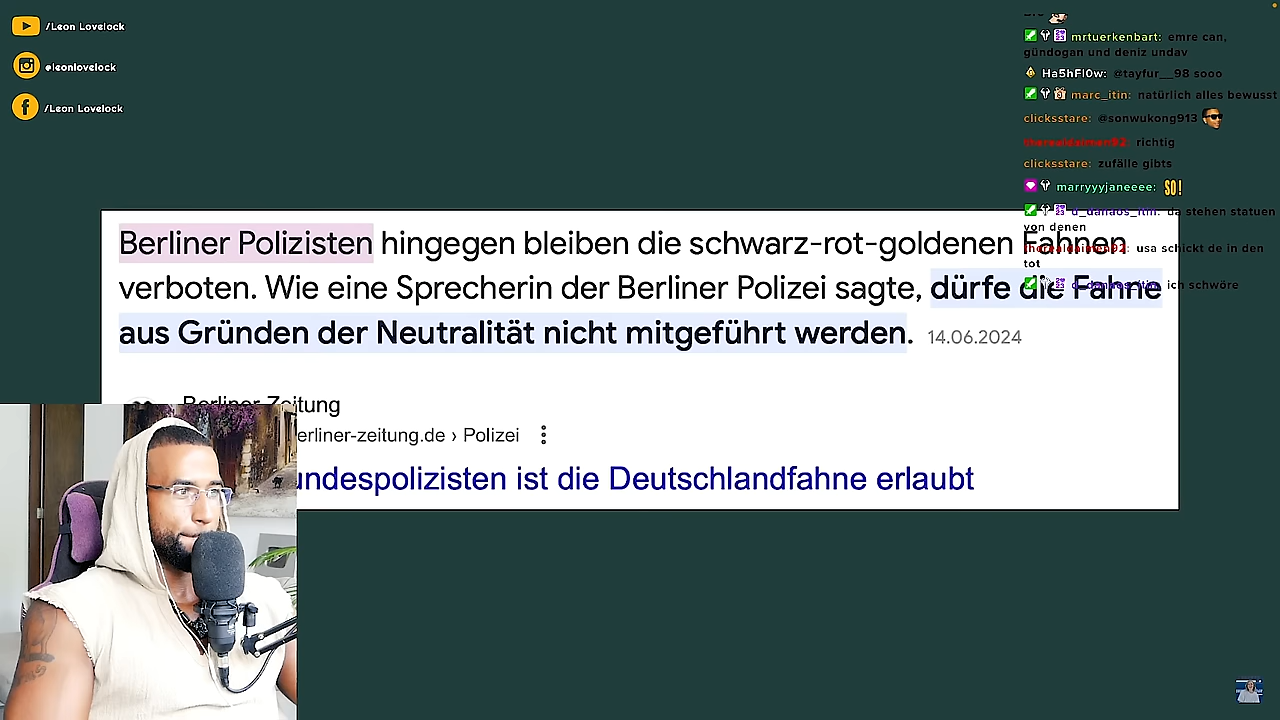 /Leon Lovelock
@leonlovelock
/Leon Lovelock
mrtuerkenbart: emre can,
gündogan und deniz undav
Ha5hFl0w: @tayfur__98 sooo
marc_itin: natürlich alles bewusst
clicksstare: @sonwukong913
richtig
clicksstare: zufälle gibts
marryyyjaneeee: SO!
u_danaos_itin: da stehen statuen
von denen
usa schickt de in den
tot
u_danaos_itin: ich schwöre
Berliner Polizisten hingegen bleiben die schwarz-rot-goldenen Fahnen
verboten. Wie eine Sprecherin der Berliner Polizei sagte, dürfe die Fahne
aus Gründen der Neutralität nicht mitgeführt werden. 14.06.2024
Berliner Zeitung
erliner-zeitung.de › Polizei
undespolizisten ist die Deutschlandfahne erlaubt